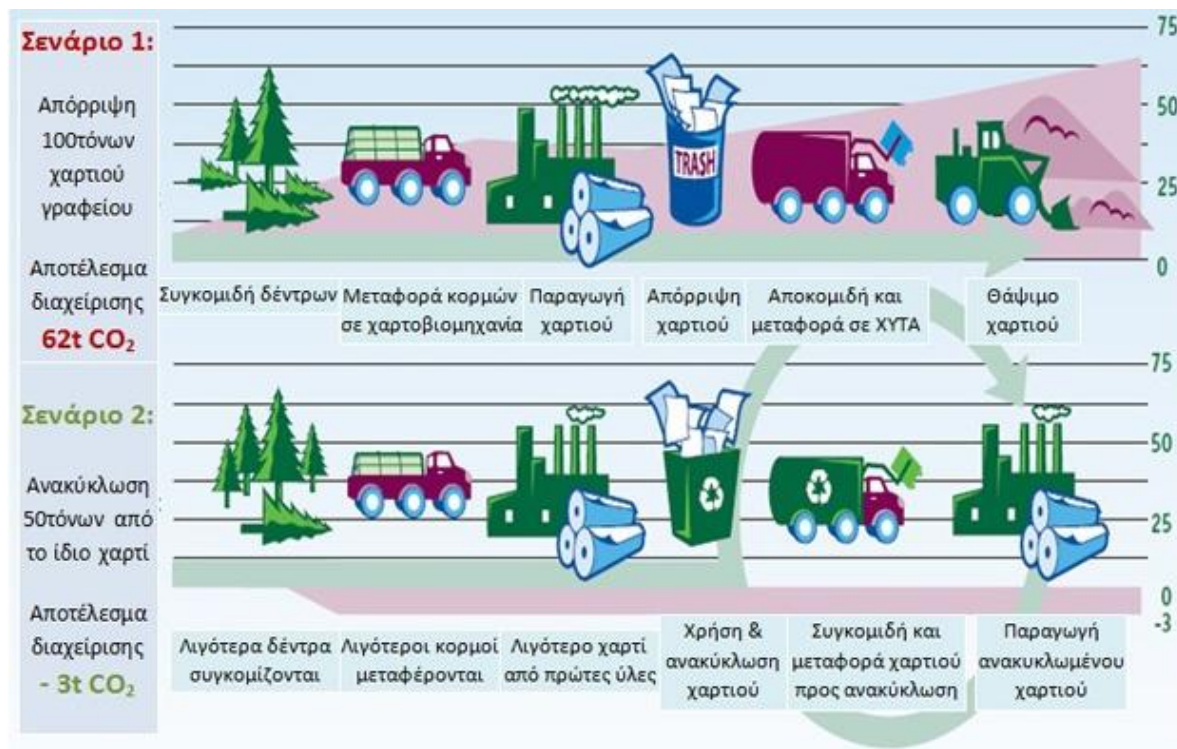 Σενάριο 1:
Απόρριψη
100τόνων
χαρτιού
γραφείου
Αποτέλεσμα
διαχείρισης
62t CO₂
75
50
25
0
TRASH
Συγκομιδή δέντρων
Μεταφορά κορμών
σε χαρτοβιομηχανία
Παραγωγή
χαρτιού
Απόρριψη
χαρτιού
Αποκομιδή και
μεταφορά σε ΧΥΤΑ
Θάψιμο
χαρτιού
Σενάριο 2:
Ανακύκλωση
50τόνων από
το ίδιο χαρτί
Αποτέλεσμα
διαχείρισης
- 3t CO₂
75
50
25
0
-3
Λιγότερα δέντρα
συγκομίζονται
Λιγότεροι κορμοί
μεταφέρονται
Λιγότερο χαρτί
από πρώτες ύλες
Χρήση &
ανακύκλωση
χαρτιού
Συγκομιδή και
μεταφορά χαρτιού
προς ανακύκλωση
Παραγωγή
ανακυκλωμένου
χαρτιού